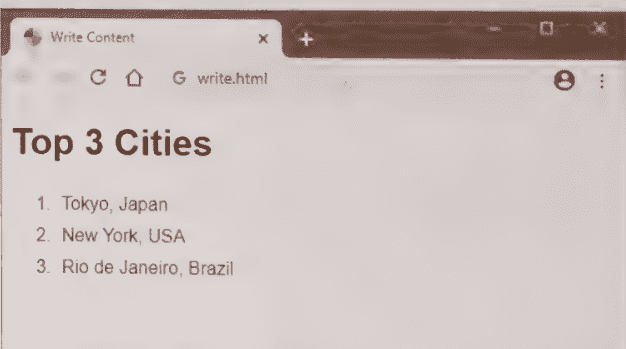 Write Content
write.html
Top 3 Cities
1. Tokyo, Japan
2. New York, USA
3. Rio de Janeiro, Brazil